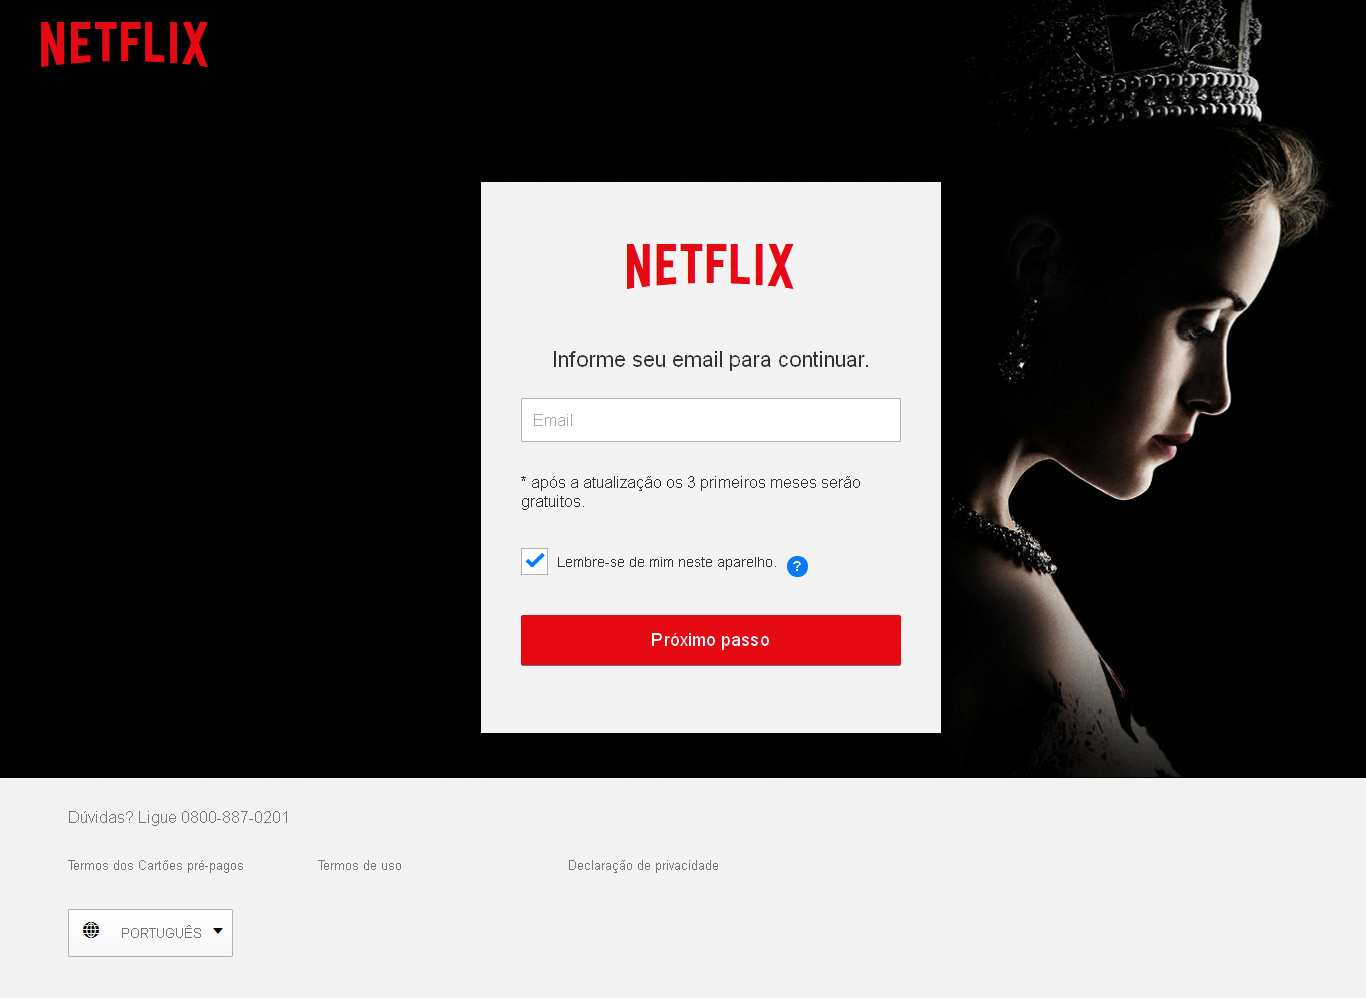 NETFLIX
NETFLIX
Informe seu email para continuar.
Email
* após a atualização os 3 primeiros meses serão
gratuitos.
Lembre-se de mim neste aparelho. ?
Próximo passo
Dúvidas? Ligue 0800-887-0201
Termos dos Cartões pré-pagos Termos de uso Declaração de privacidade
PORTUGUÊS